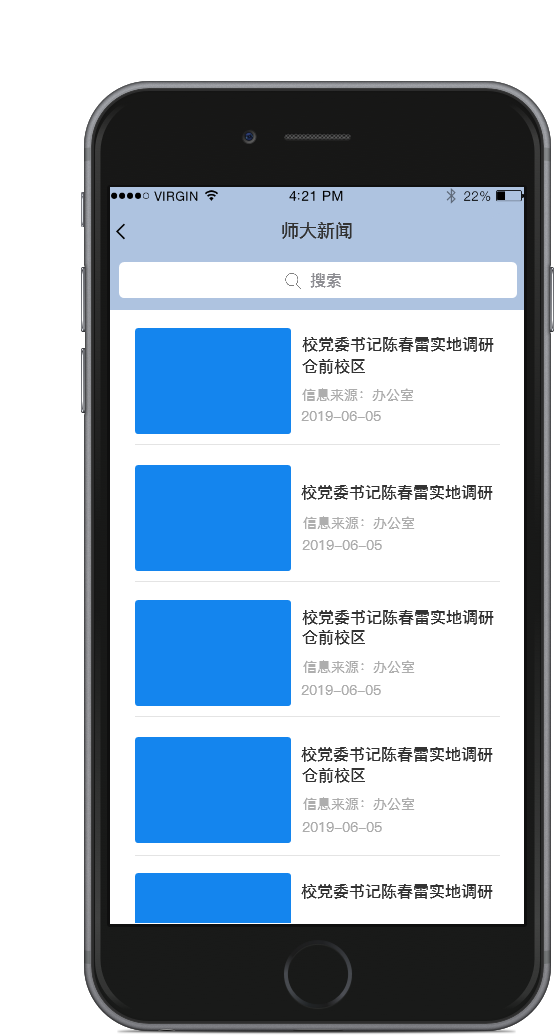 VIRGIN 4:21 PM 22%
师大新闻
搜索
校党委书记陈春雷实地调研
仓前校区
信息来源：办公室
2019-06-05
校党委书记陈春雷实地调研
信息来源：办公室
2019-06-05
校党委书记陈春雷实地调研
仓前校区
信息来源：办公室
2019-06-05
校党委书记陈春雷实地调研
仓前校区
信息来源：办公室
2019-06-05
校党委书记陈春雷实地调研